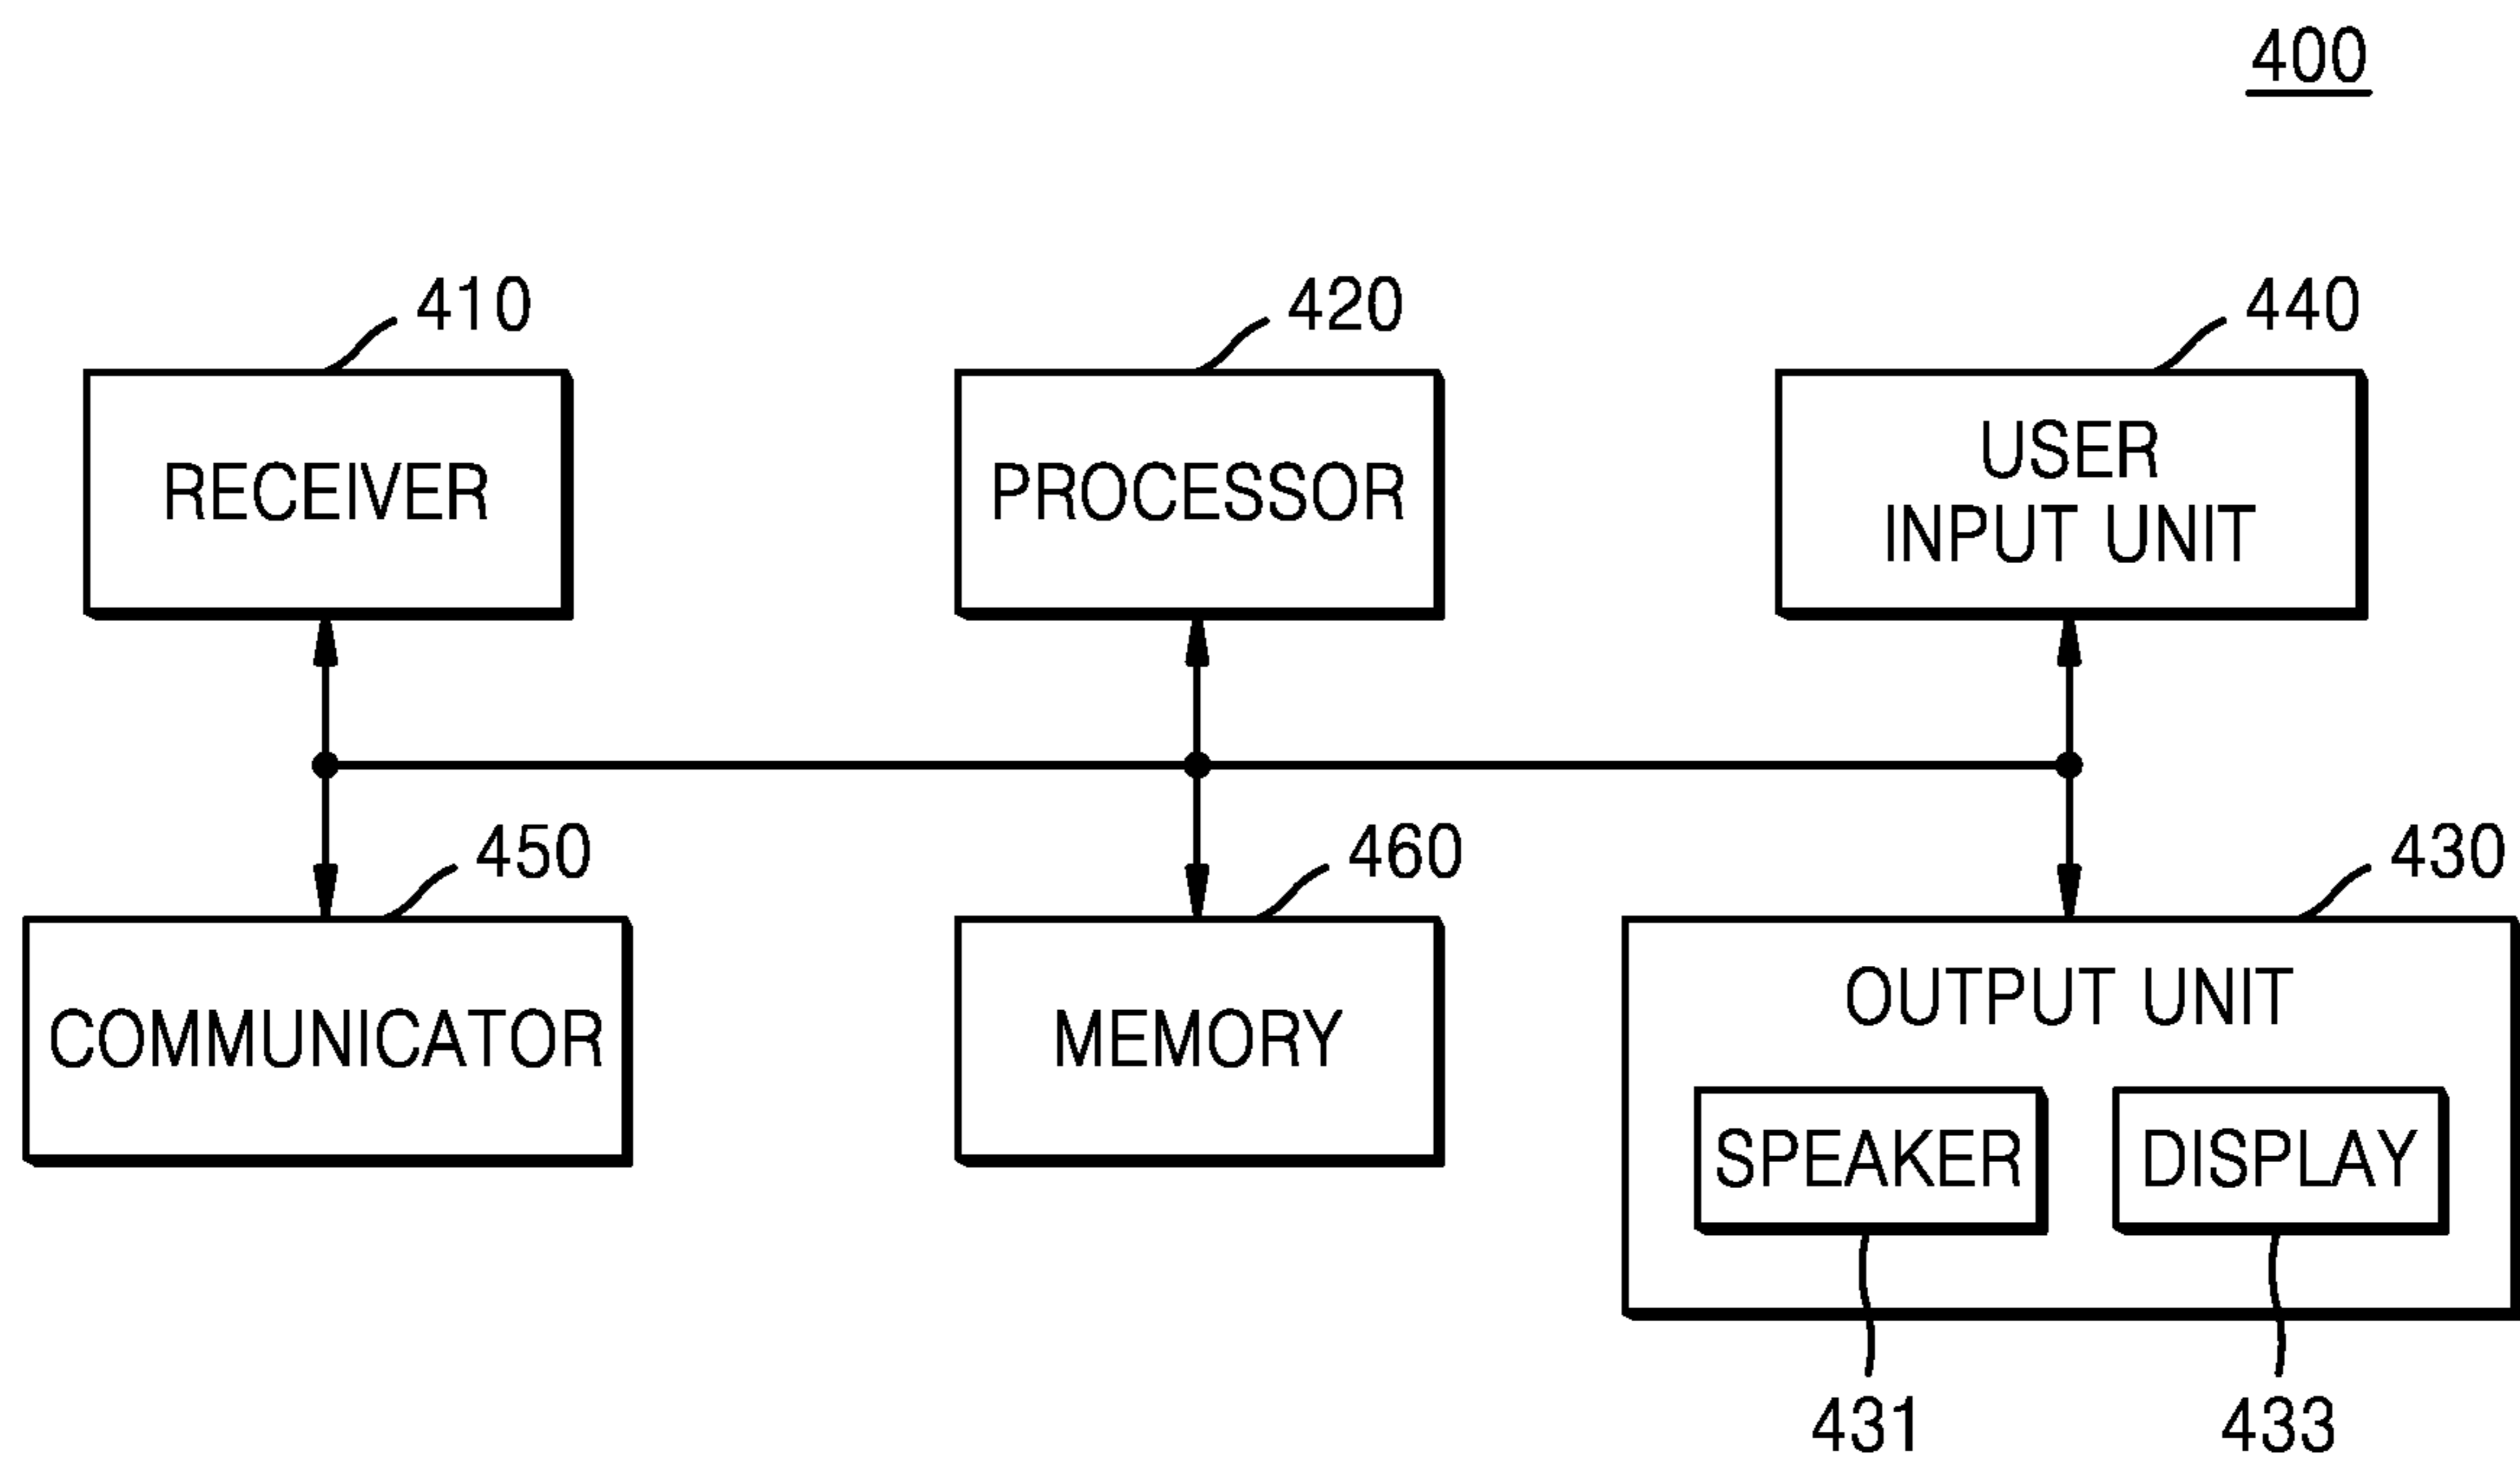 400
410
420
440
RECEIVER
PROCESSOR
USER
INPUT UNIT
450
460
430
COMMUNICATOR
MEMORY
OUTPUT UNIT
SPEAKER
DISPLAY
431
433